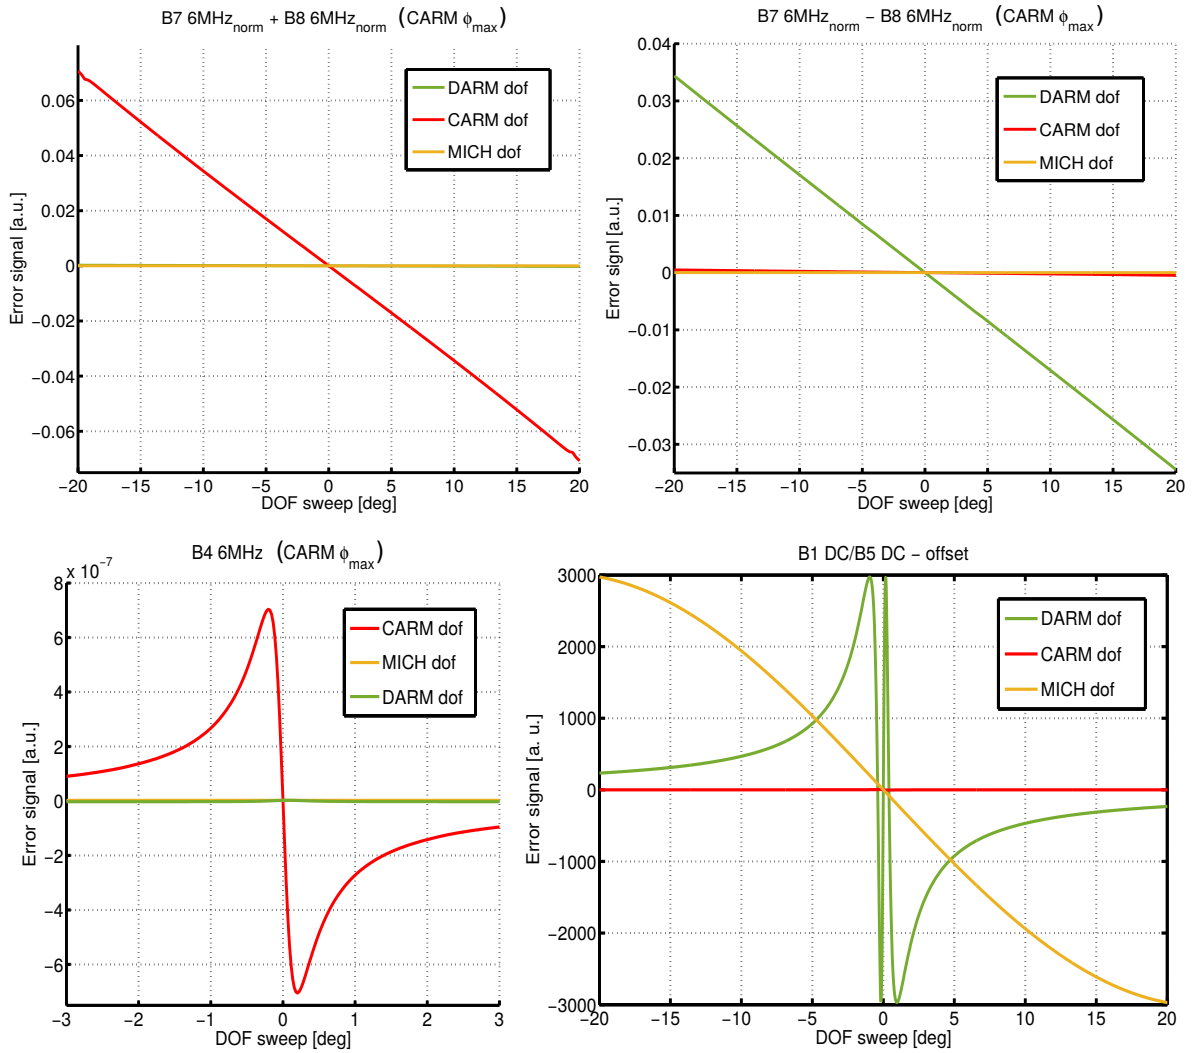 B7 6MHz_norm + B8 6MHz_norm (CARM ϕ_max)
0.06
0.04
0.02
0
−0.02
−0.04
−0.06
Error signal [a.u.]
DARM dof
CARM dof
MICH dof
−20 −15 −10 −5 0 5 10 15 20
DOF sweep [deg]
B7 6MHz_norm − B8 6MHz_norm (CARM ϕ_max)
0.04
0.03
0.02
0.01
0
−0.01
−0.02
−0.03
Error signl [a.u.]
DARM dof
CARM dof
MICH dof
−20 −15 −10 −5 0 5 10 15 20
DOF sweep [deg]
B4 6MHz (CARM ϕ_max)
x 10^−7
8
6
4
2
0
−2
−4
−6
Error signal [a.u.]
CARM dof
MICH dof
DARM dof
−3 −2 −1 0 1 2 3
DOF sweep [deg]
B1 DC/B5 DC − offset
3000
2000
1000
0
−1000
−2000
−3000
Error signal [a. u.]
DARM dof
CARM dof
MICH dof
−20 −15 −10 −5 0 5 10 15 20
DOF sweep [deg]